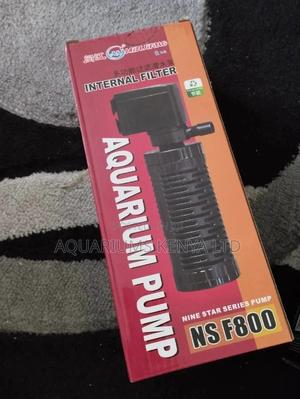 INTERNAL FILTER
AQUARIUM PUMP
AQUARIUMS KENYA LTD
NINE STAR SERIES PUMP
NS F800